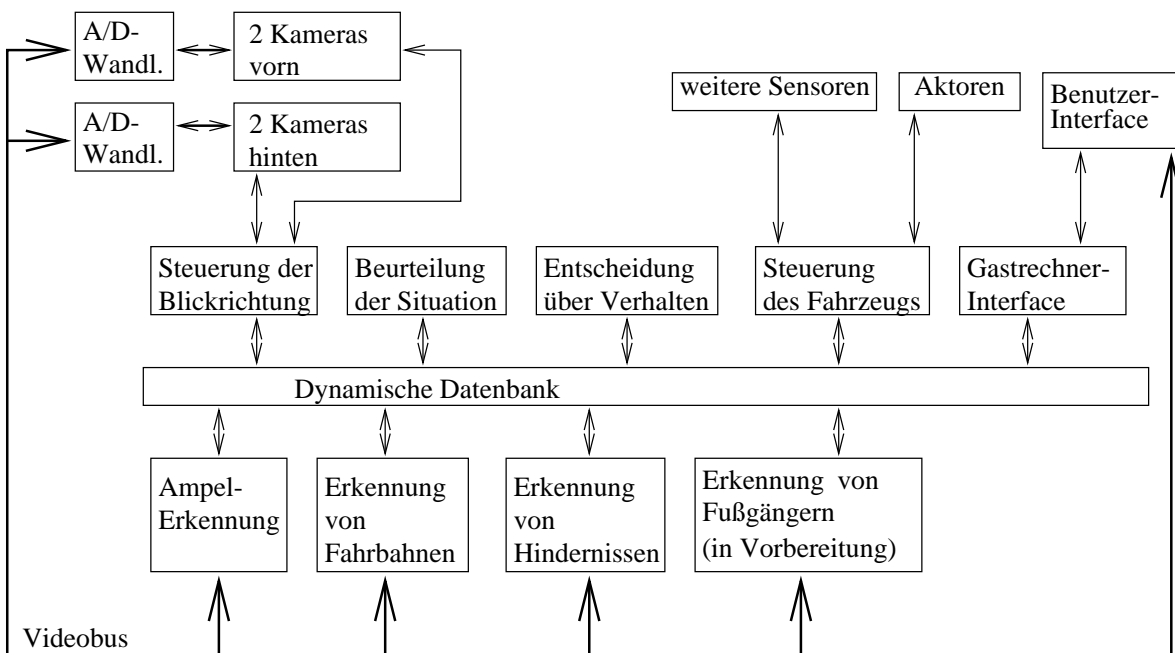 A/D-
Wandl.
2 Kameras
vorn
A/D-
Wandl.
2 Kameras
hinten
weitere Sensoren
Aktoren
Benutzer-
Interface
Steuerung der
Blickrichtung
Beurteilung
der Situation
Entscheidung
über Verhalten
Steuerung
des Fahrzeugs
Gastrechner-
Interface
Dynamische Datenbank
Ampel-
Erkennung
Erkennung
von
Fahrbahnen
Erkennung
von
Hindernissen
Erkennung von
Fußgängern
(in Vorbereitung)
Videobus